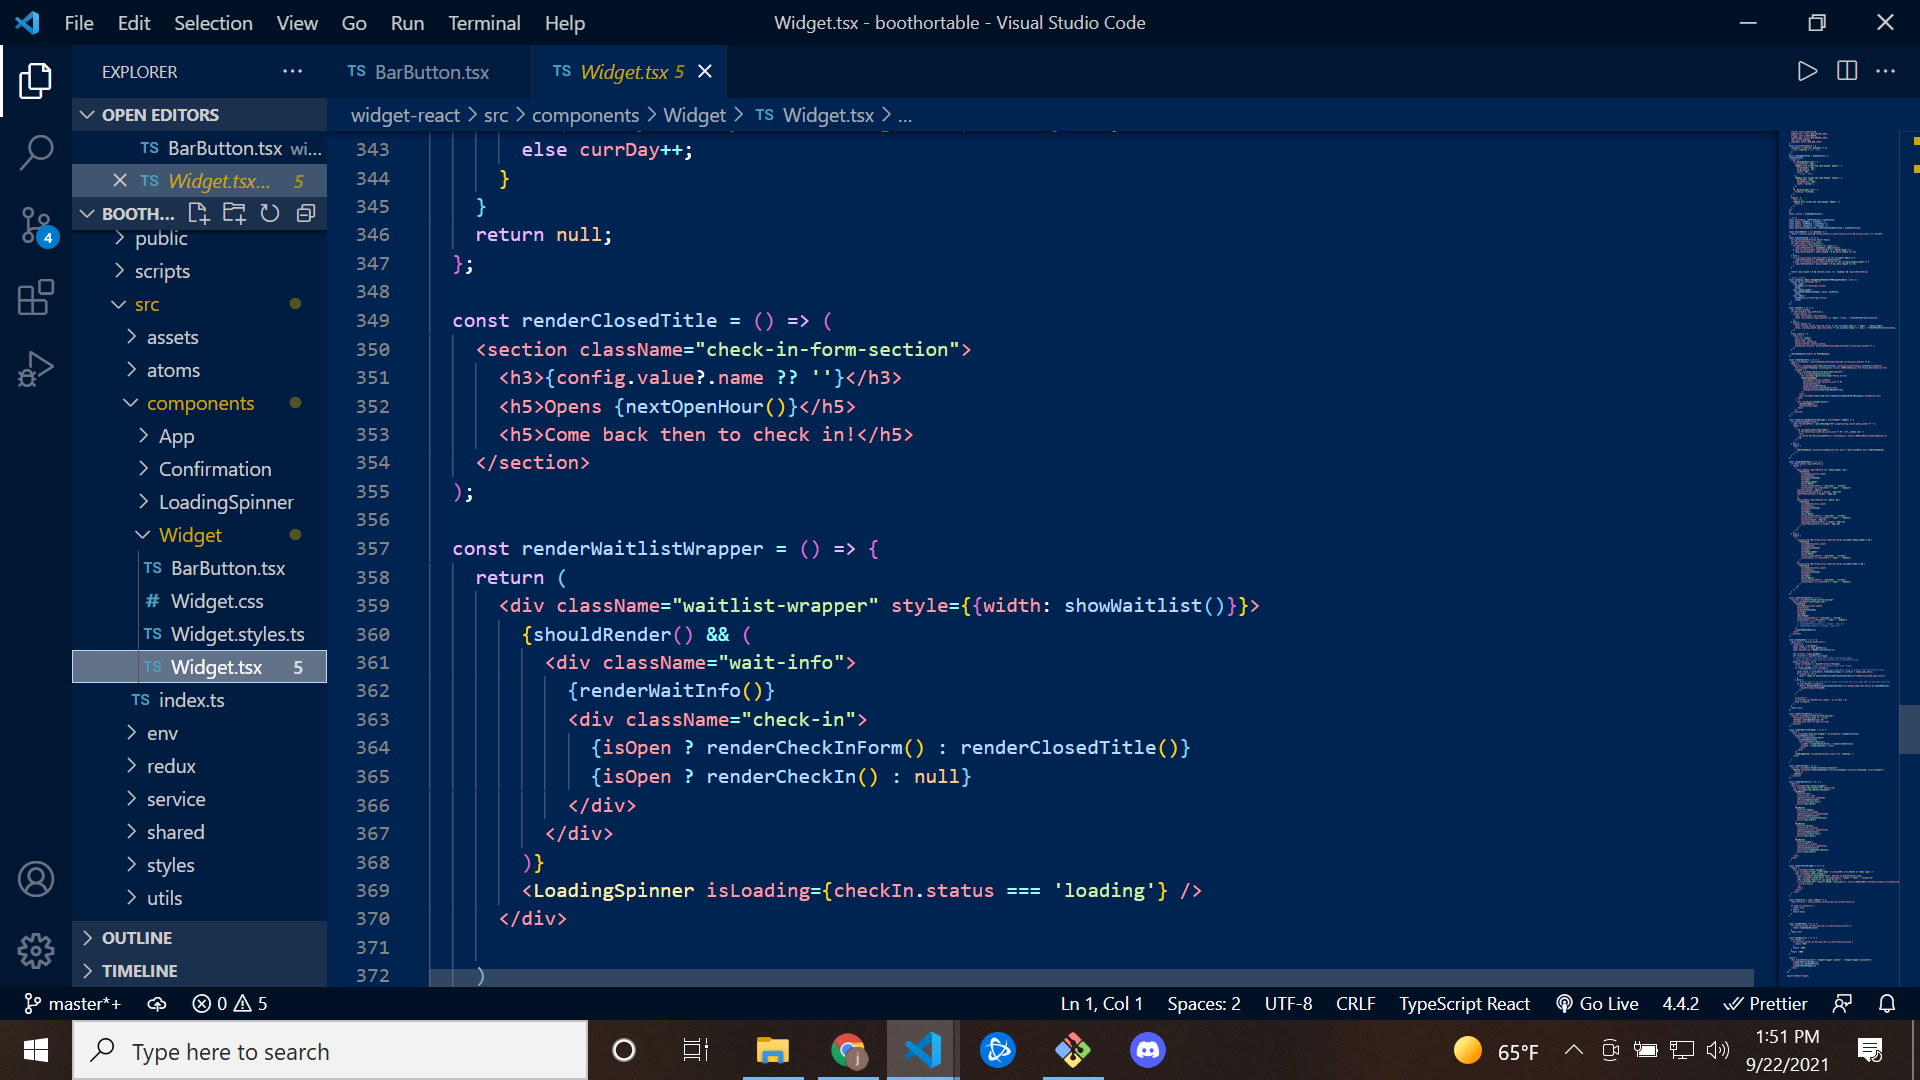 File Edit Selection View Go Run Terminal Help
Widget.tsx - boothortable - Visual Studio Code
EXPLORER
TS BarButton.tsx
TS Widget.tsx 5
OPEN EDITORS
TS BarButton.tsx wi...
TS Widget.tsx... 5
BOOTH...
public
scripts
src
assets
atoms
components
App
Confirmation
LoadingSpinner
Widget
TS BarButton.tsx
# Widget.css
TS Widget.styles.ts
TS Widget.tsx 5
TS index.ts
env
redux
service
shared
styles
utils
OUTLINE
TIMELINE
4
widget-react > src > components > Widget > TS Widget.tsx > ...
343 else currDay++;
344 }
345 }
346 return null;
347 };
348
349 const renderClosedTitle = () => (
350 <section className="check-in-form-section">
351 <h3>{config.value?.name ?? ''}</h3>
352 <h5>Opens {nextOpenHour()}</h5>
353 <h5>Come back then to check in!</h5>
354 </section>
355 );
356
357 const renderWaitlistWrapper = () => {
358 return (
359 <div className="waitlist-wrapper" style={{width: showWaitlist()}}>
360 {shouldRender() && (
361 <div className="wait-info">
362 {renderWaitInfo()}
363 <div className="check-in">
364 {isOpen ? renderCheckInForm() : renderClosedTitle()}
365 {isOpen ? renderCheckIn() : null}
366 </div>
367 </div>
368 )}
369 <LoadingSpinner isLoading={checkIn.status === 'loading'} />
370 </div>
371
372 )
master*+ 0 5
Ln 1, Col 1 Spaces: 2 UTF-8 CRLF TypeScript React Go Live 4.4.2 Prettier
Type here to search
j
65°F
1:51 PM
9/22/2021